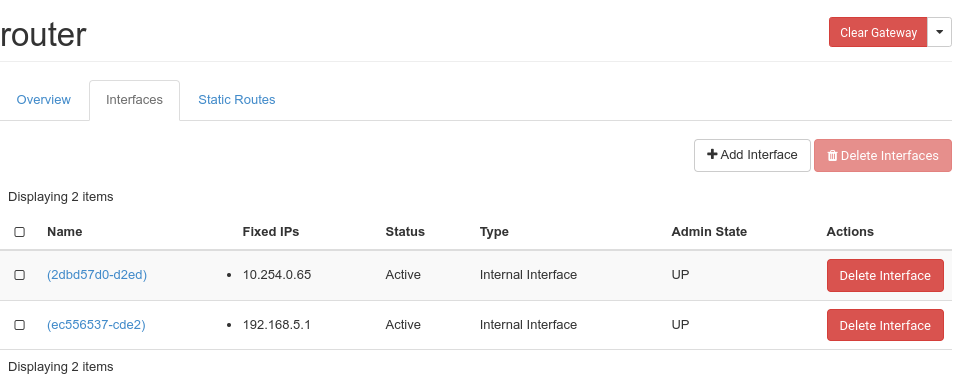 router
Clear Gateway
Overview Interfaces Static Routes
Add Interface Delete Interfaces
Displaying 2 items
Name Fixed IPs Status Type Admin State Actions
(2dbd57d0-d2ed) • 10.254.0.65 Active Internal Interface UP Delete Interface
(ec556537-cde2) • 192.168.5.1 Active Internal Interface UP Delete Interface
Displaying 2 items